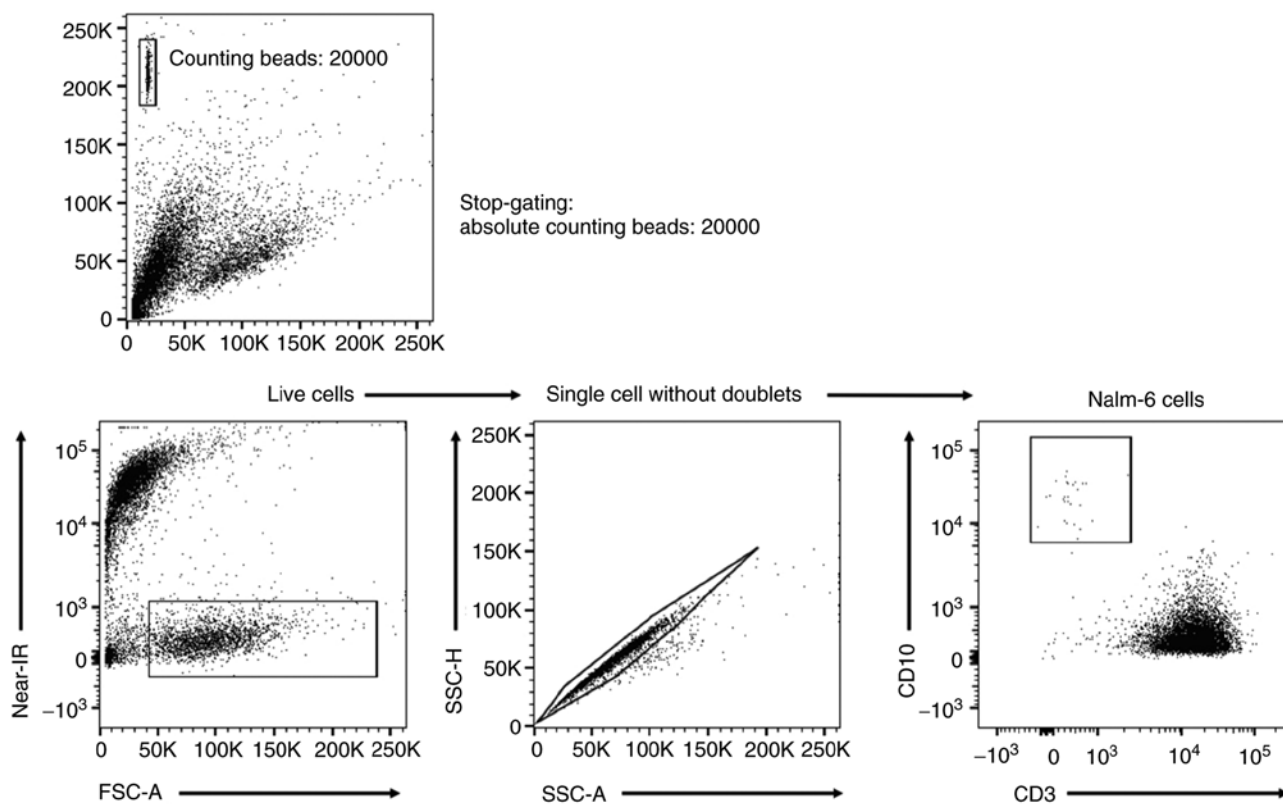 250K
200K
150K
100K
50K
0
Counting beads: 20000
0 50K 100K 150K 200K 250K
Stop-gating:
absolute counting beads: 20000
Live cells
Single cell without doublets
Nalm-6 cells
Near-IR
10⁵
10⁴
10³
0
−10³
0 50K 100K 150K 200K 250K
FSC-A
SSC-H
250K
200K
150K
100K
50K
0
0 50K 100K 150K 200K 250K
SSC-A
CD10
10⁵
10⁴
10³
0
−10³
−10³ 0 10³ 10⁴ 10⁵
CD3